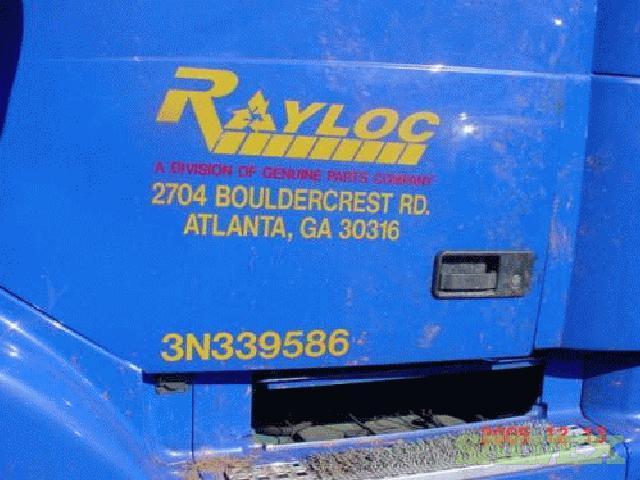 RAYLOC
A DIVISION OF GENUINE PARTS COMPANY
2704 BOULDERCREST RD.
ATLANTA, GA 30316
3N339586